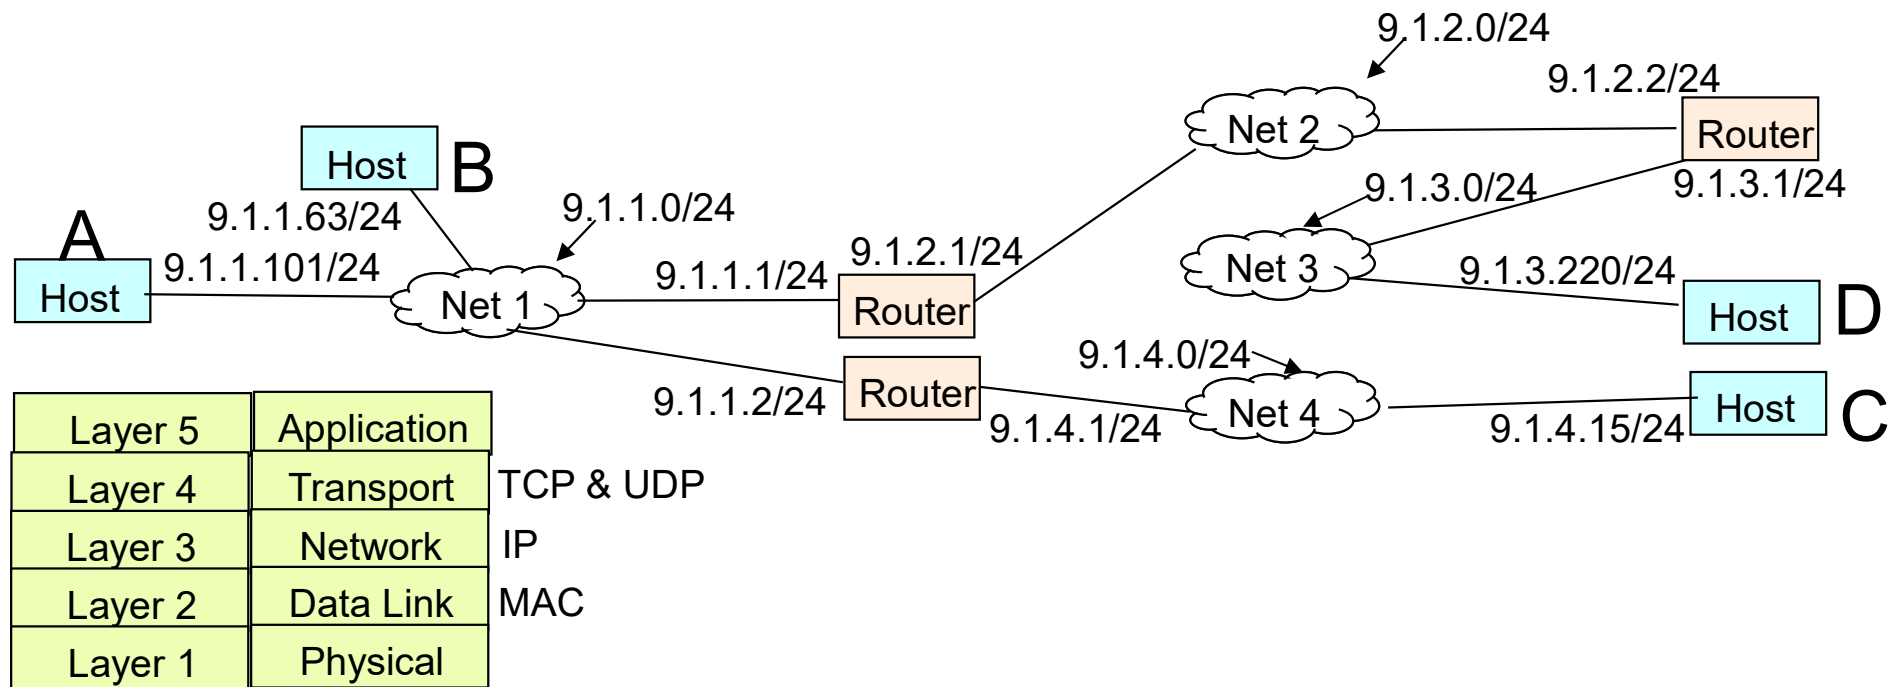 9.1.2.0/24
9.1.2.2/24
Net 2
Router
Host
B
9.1.3.0/24
9.1.3.1/24
9.1.1.63/24
9.1.1.0/24
A
9.1.1.101/24
9.1.2.1/24
9.1.1.1/24
Net 3
9.1.3.220/24
Host
Net 1
Router
Host
D
9.1.4.0/24
9.1.1.2/24
Router
9.1.4.1/24
Net 4
9.1.4.15/24
Host
C
Layer 5 Application
Layer 4 Transport TCP & UDP
Layer 3 Network IP
Layer 2 Data Link MAC
Layer 1 Physical